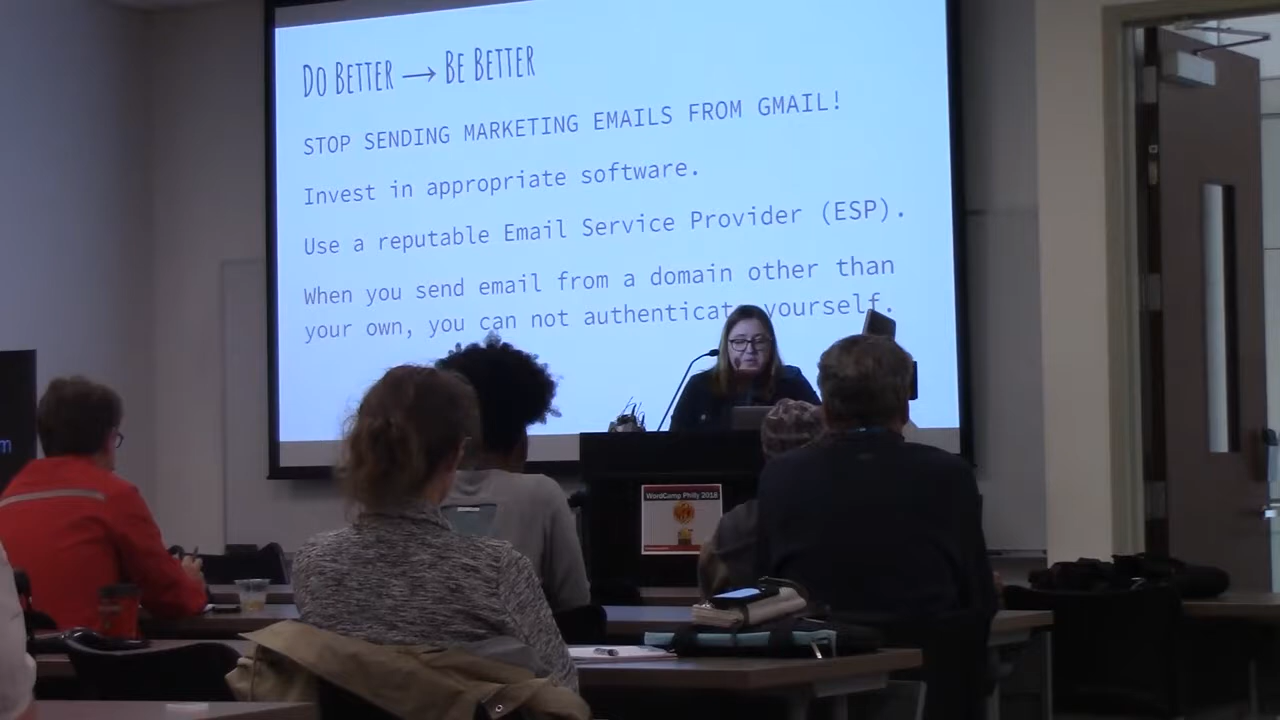 DO BETTER → BE BETTER
STOP SENDING MARKETING EMAILS FROM GMAIL!
Invest in appropriate software.
Use a reputable Email Service Provider (ESP).
When you send email from a domain other than
your own, you can not authenticat yourself.
WordCamp Philly 2018
m